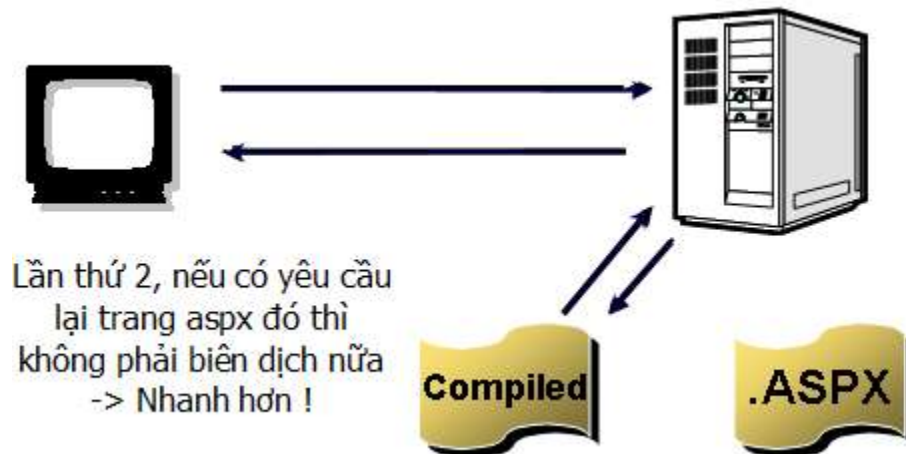 Lần thứ 2, nếu có yêu cầu
lại trang aspx đó thì
không phải biên dịch nữa
-> Nhanh hơn !
Compiled
.ASPX